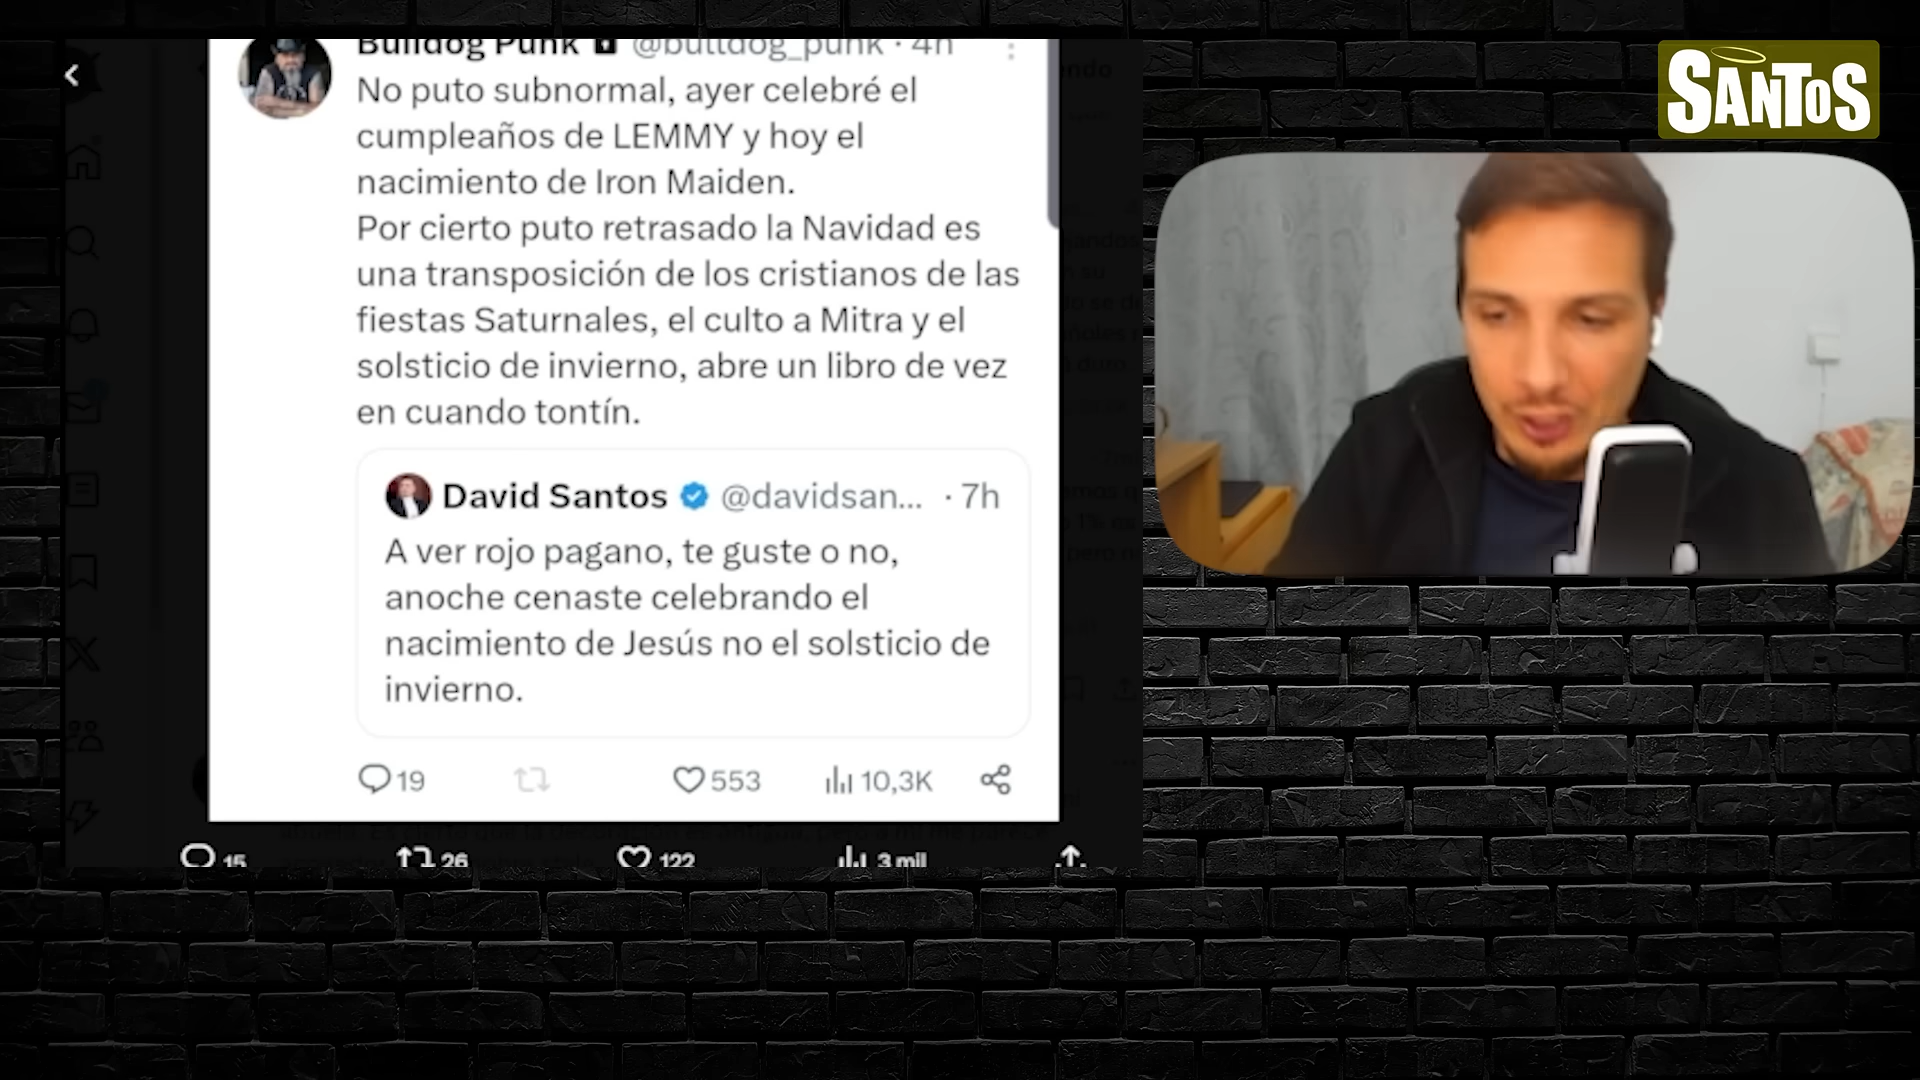 SANTOS
Bulldog Punk @bulldog_punk · 4h
No puto subnormal, ayer celebré el
cumpleaños de LEMMY y hoy el
nacimiento de Iron Maiden.
Por cierto puto retrasado la Navidad es
una transposición de los cristianos de las
fiestas Saturnales, el culto a Mitra y el
solsticio de invierno, abre un libro de vez
en cuando tontín.
David Santos @davidsan... · 7h
A ver rojo pagano, te guste o no,
anoche cenaste celebrando el
nacimiento de Jesús no el solsticio de
invierno.
19 553 10,3K
15 26 122 3 mil